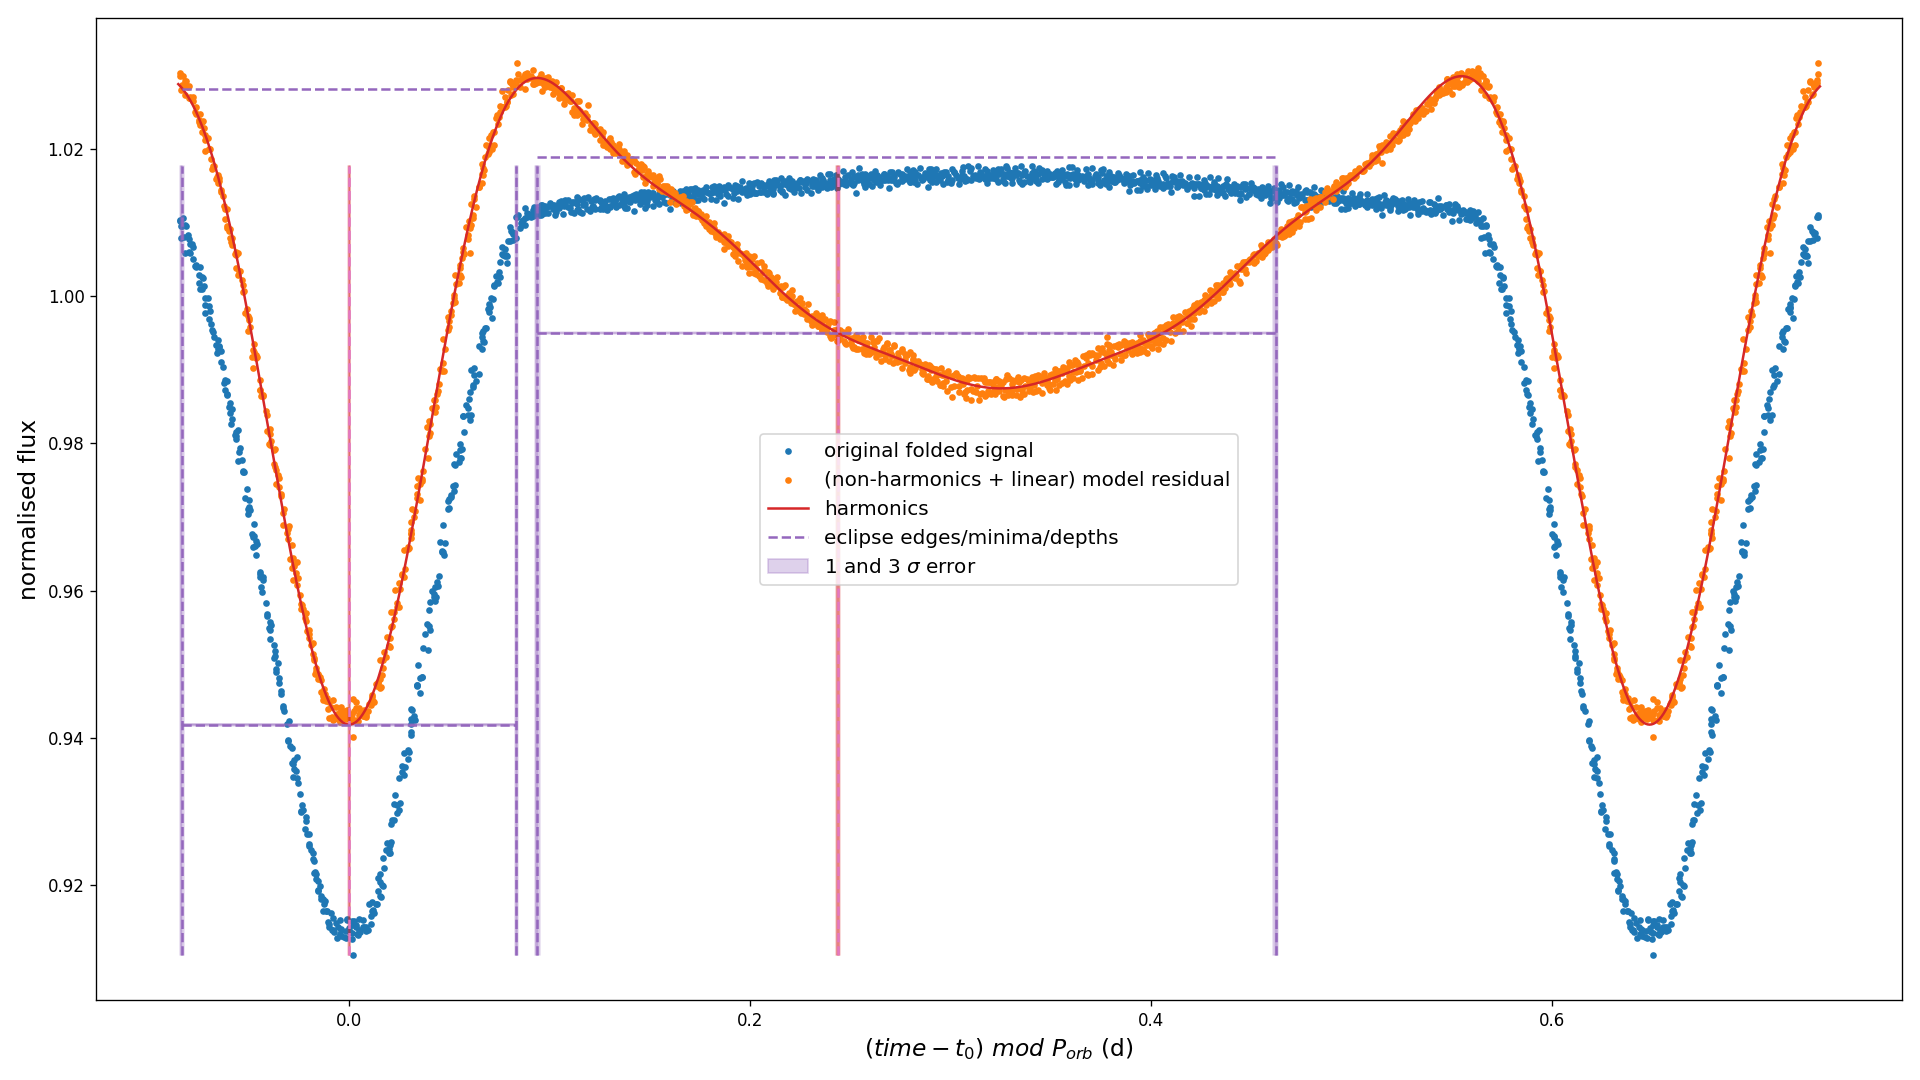 1.02
1.00
0.98
0.96
0.94
0.92
normalised flux
original folded signal
(non-harmonics + linear) model residual
harmonics
eclipse edges/minima/depths
1 and 3 σ error
0.0 0.2 0.4 0.6
(time − t₀) mod Pₒᵣb (d)